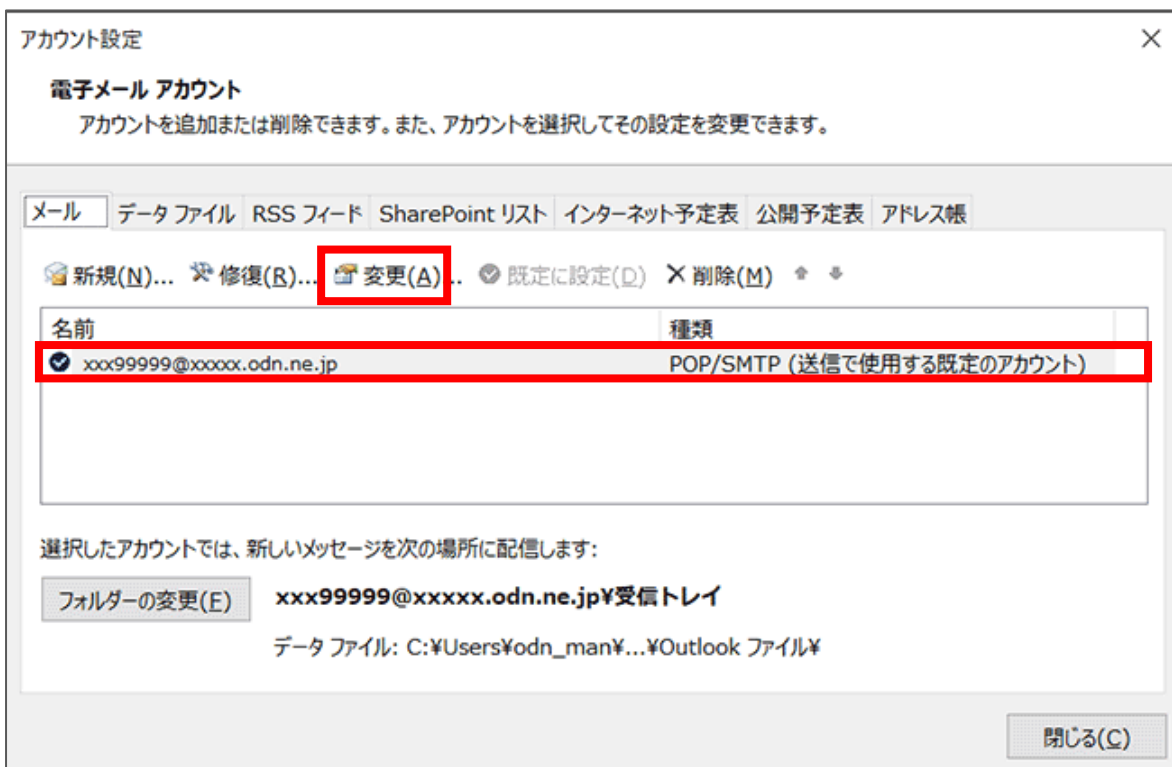 アカウント設定
電子メール アカウント
アカウントを追加または削除できます。また、アカウントを選択してその設定を変更できます。
メール データ ファイル RSS フィード SharePoint リスト インターネット予定表 公開予定表 アドレス帳
新規(N)... 修復(R)... 変更(A)... 既定に設定(D) 削除(M)
名前 種類
xxx99999@xxxxx.odn.ne.jp POP/SMTP (送信で使用する既定のアカウント)
選択したアカウントでは、新しいメッセージを次の場所に配信します:
フォルダーの変更(F) xxx99999@xxxxx.odn.ne.jp¥受信トレイ
データ ファイル: C:¥Users¥odn_man¥...¥Outlook ファイル¥
閉じる(C)